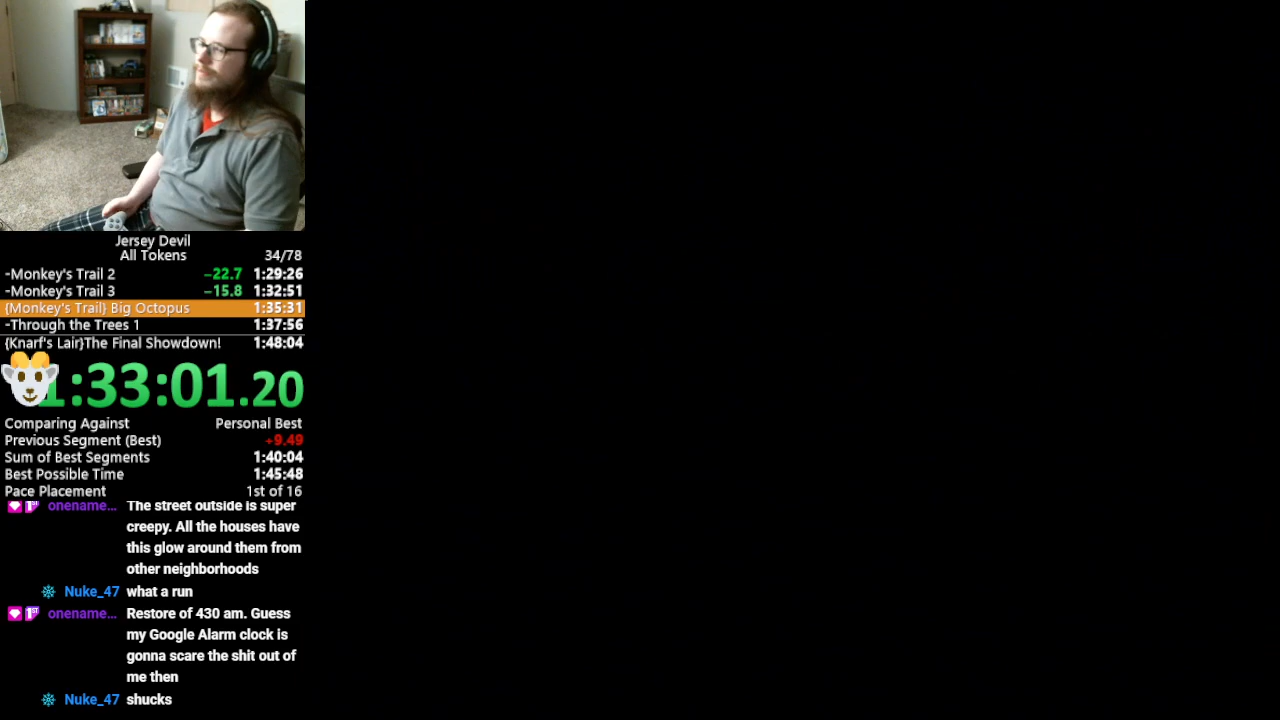 Jersey Devil
All Tokens 34/78
-Monkey's Trail 2 −22.7 1:29:26
-Monkey's Trail 3 −15.8 1:32:51
{Monkey's Trail} Big Octopus 1:35:31
-Through the Trees 1 1:37:56
{Knarf's Lair}The Final Showdown! 1:48:04
1:33:01.20
Comparing Against Personal Best
Previous Segment (Best) +9.49
Sum of Best Segments 1:40:04
Best Possible Time 1:45:48
Pace Placement 1st of 16
onename... The street outside is super
creepy. All the houses have
this glow around them from
other neighborhoods
Nuke_47 what a run
onename... Restore of 430 am. Guess
my Google Alarm clock is
gonna scare the shit out of
me then
Nuke_47 shucks